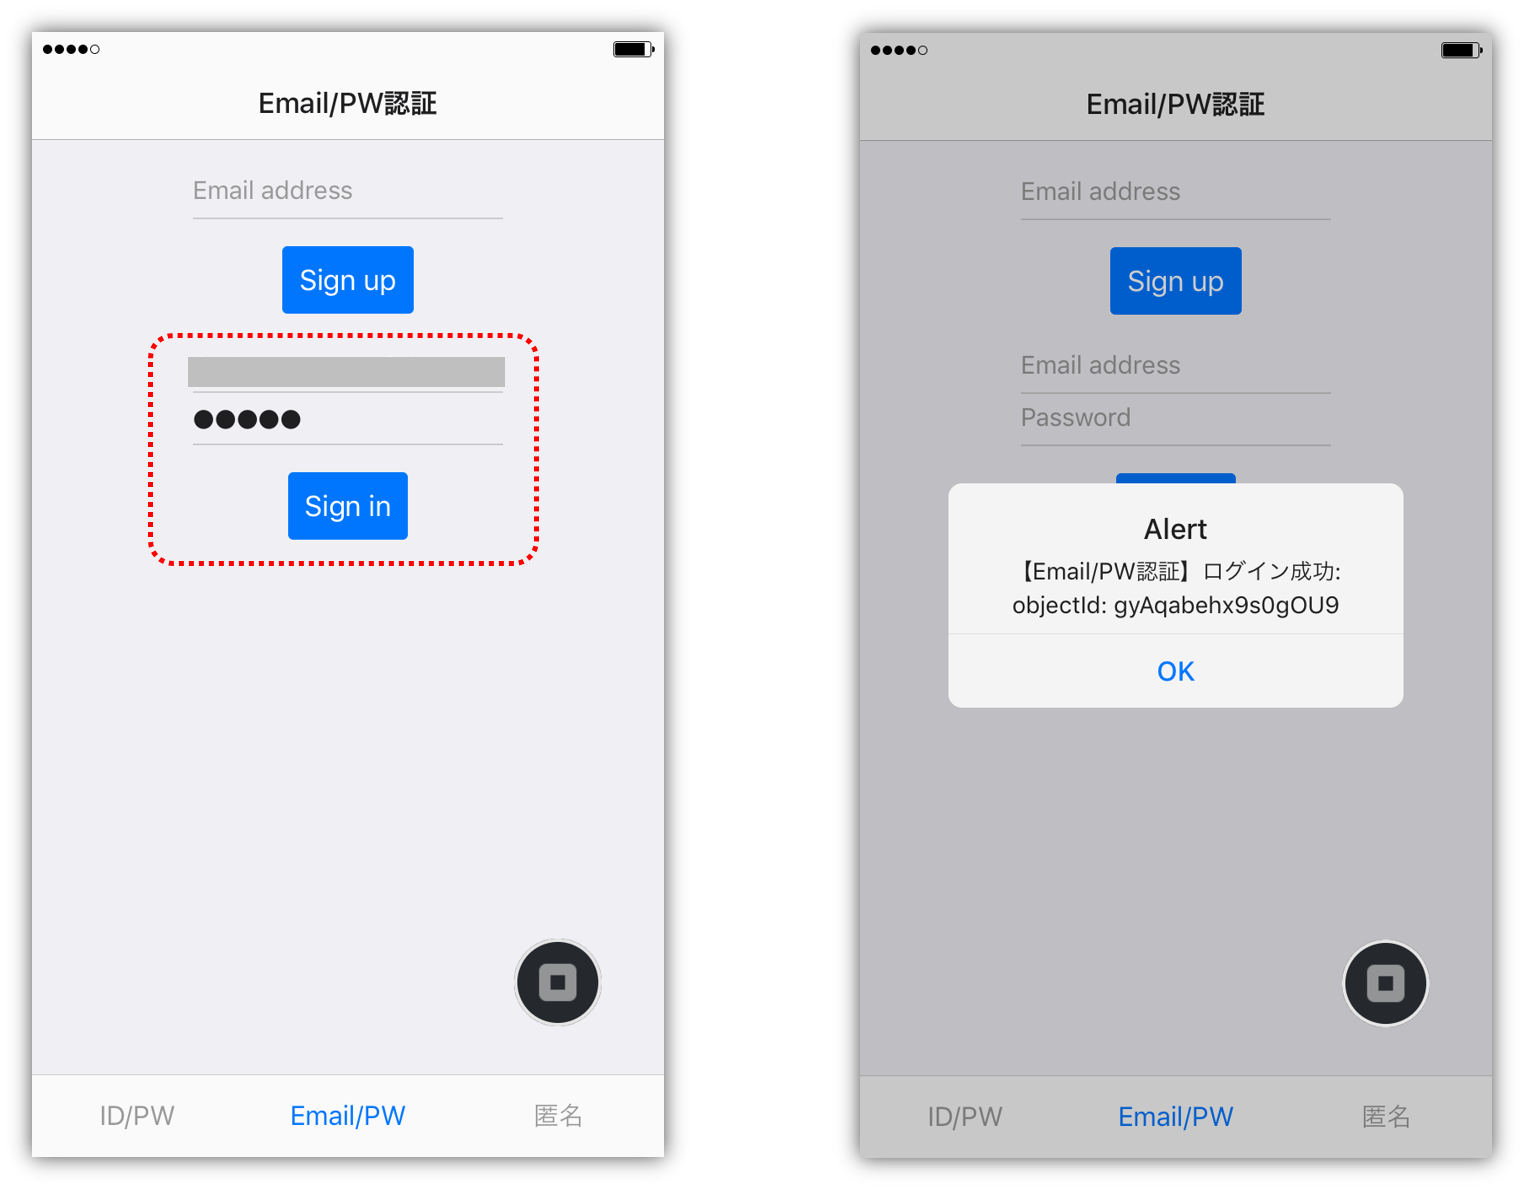 Email/PW認証
Email address
Sign up
●●●●●
Sign in
ID/PW
Email/PW
匿名
Email/PW認証
Email address
Sign up
Email address
Password
Alert
【Email/PW認証】ログイン成功:
objectId: gyAqabehx9s0gOU9
OK
ID/PW
Email/PW
匿名